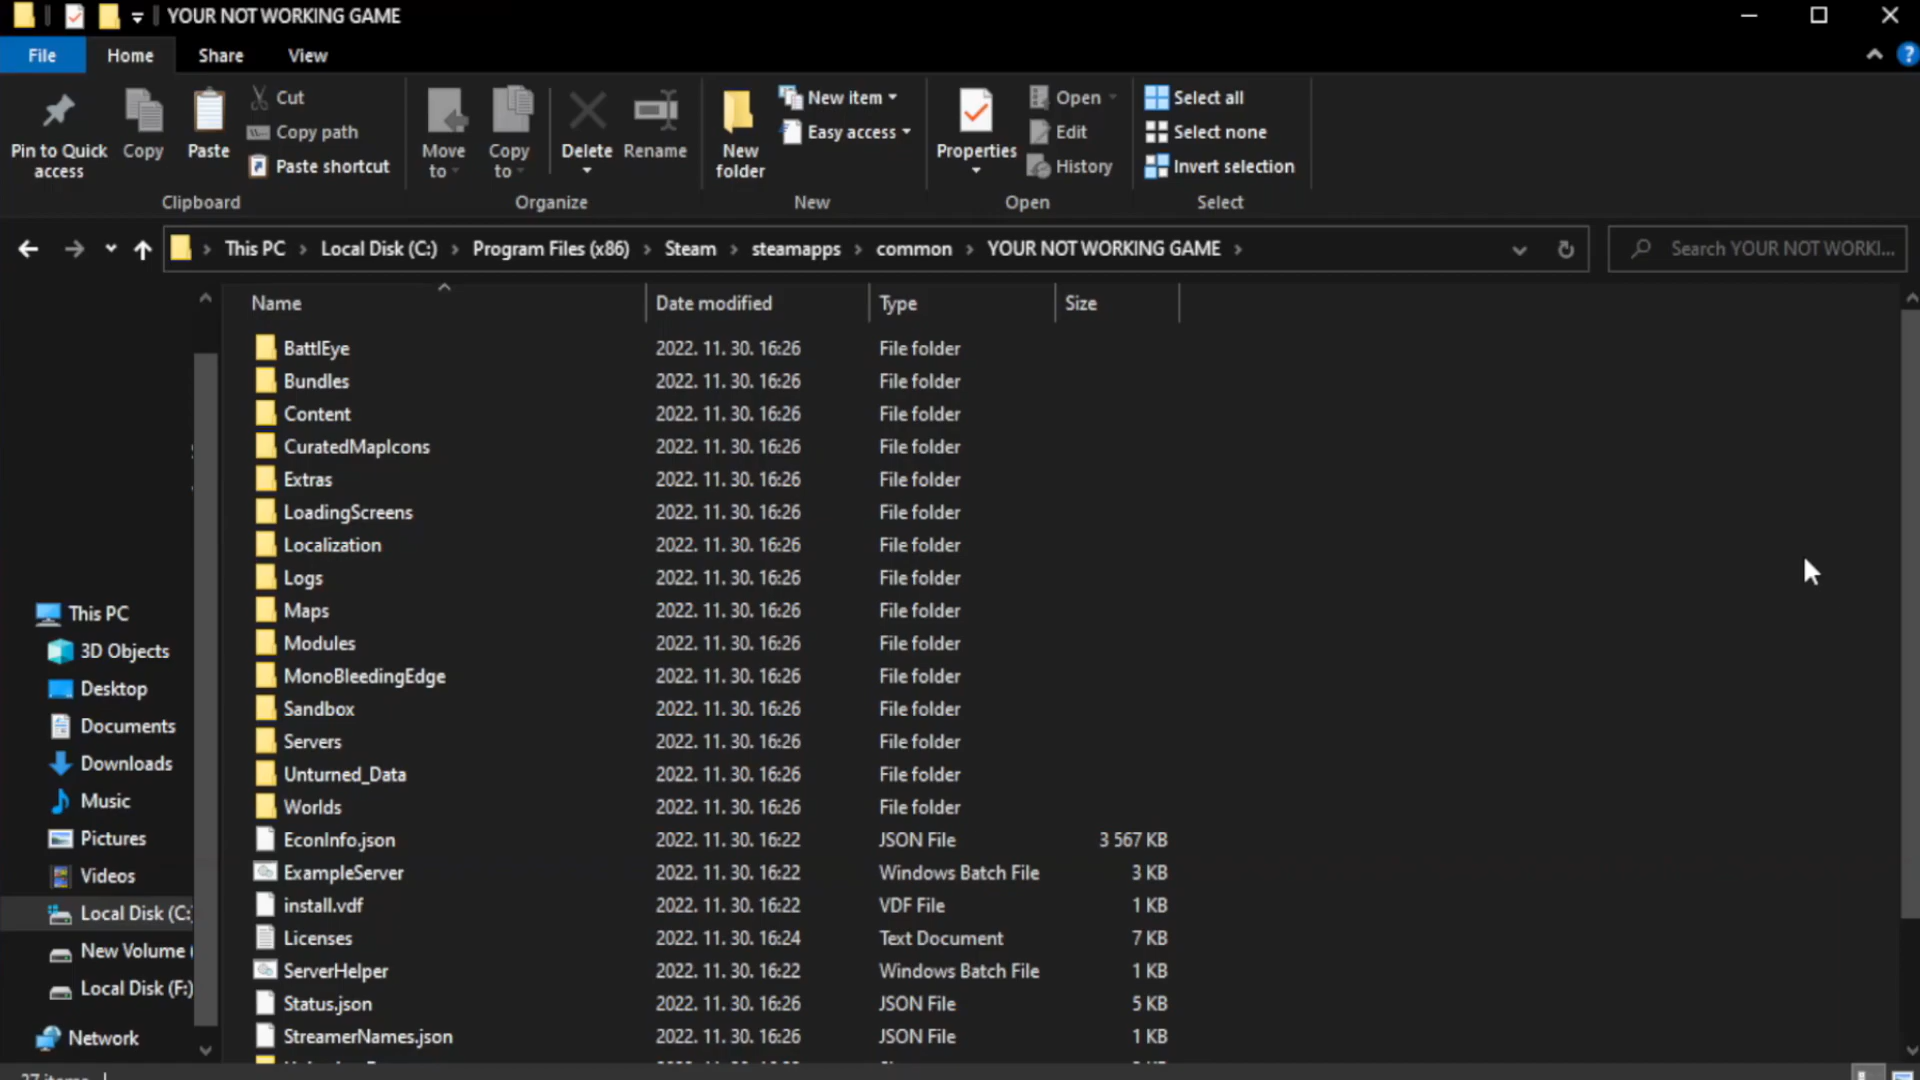 YOUR NOT WORKING GAME
File Home Share View
Pin to Quick access
Copy
Paste
Cut
Copy path
Paste shortcut
Clipboard
Move to
Copy to
Delete
Rename
Organize
New folder
New item
Easy access
New
Properties
Open
Edit
History
Open
Select all
Select none
Invert selection
Select
This PC Local Disk (C:) Program Files (x86) Steam steamapps common YOUR NOT WORKING GAME
Search YOUR NOT WORKI...
Name Date modified Type Size
BattlEye 2022. 11. 30. 16:26 File folder
Bundles 2022. 11. 30. 16:26 File folder
Content 2022. 11. 30. 16:26 File folder
CuratedMapIcons 2022. 11. 30. 16:26 File folder
Extras 2022. 11. 30. 16:26 File folder
LoadingScreens 2022. 11. 30. 16:26 File folder
Localization 2022. 11. 30. 16:26 File folder
Logs 2022. 11. 30. 16:26 File folder
Maps 2022. 11. 30. 16:26 File folder
Modules 2022. 11. 30. 16:26 File folder
MonoBleedingEdge 2022. 11. 30. 16:26 File folder
Sandbox 2022. 11. 30. 16:26 File folder
Servers 2022. 11. 30. 16:26 File folder
Unturned_Data 2022. 11. 30. 16:26 File folder
Worlds 2022. 11. 30. 16:26 File folder
EconInfo.json 2022. 11. 30. 16:22 JSON File 3 567 KB
ExampleServer 2022. 11. 30. 16:22 Windows Batch File 3 KB
install.vdf 2022. 11. 30. 16:22 VDF File 1 KB
Licenses 2022. 11. 30. 16:24 Text Document 7 KB
ServerHelper 2022. 11. 30. 16:22 Windows Batch File 1 KB
Status.json 2022. 11. 30. 16:26 JSON File 5 KB
StreamerNames.json 2022. 11. 30. 16:26 JSON File 1 KB
This PC
3D Objects
Desktop
Documents
Downloads
Music
Pictures
Videos
Local Disk (C:)
New Volume (
Local Disk (F:)
Network